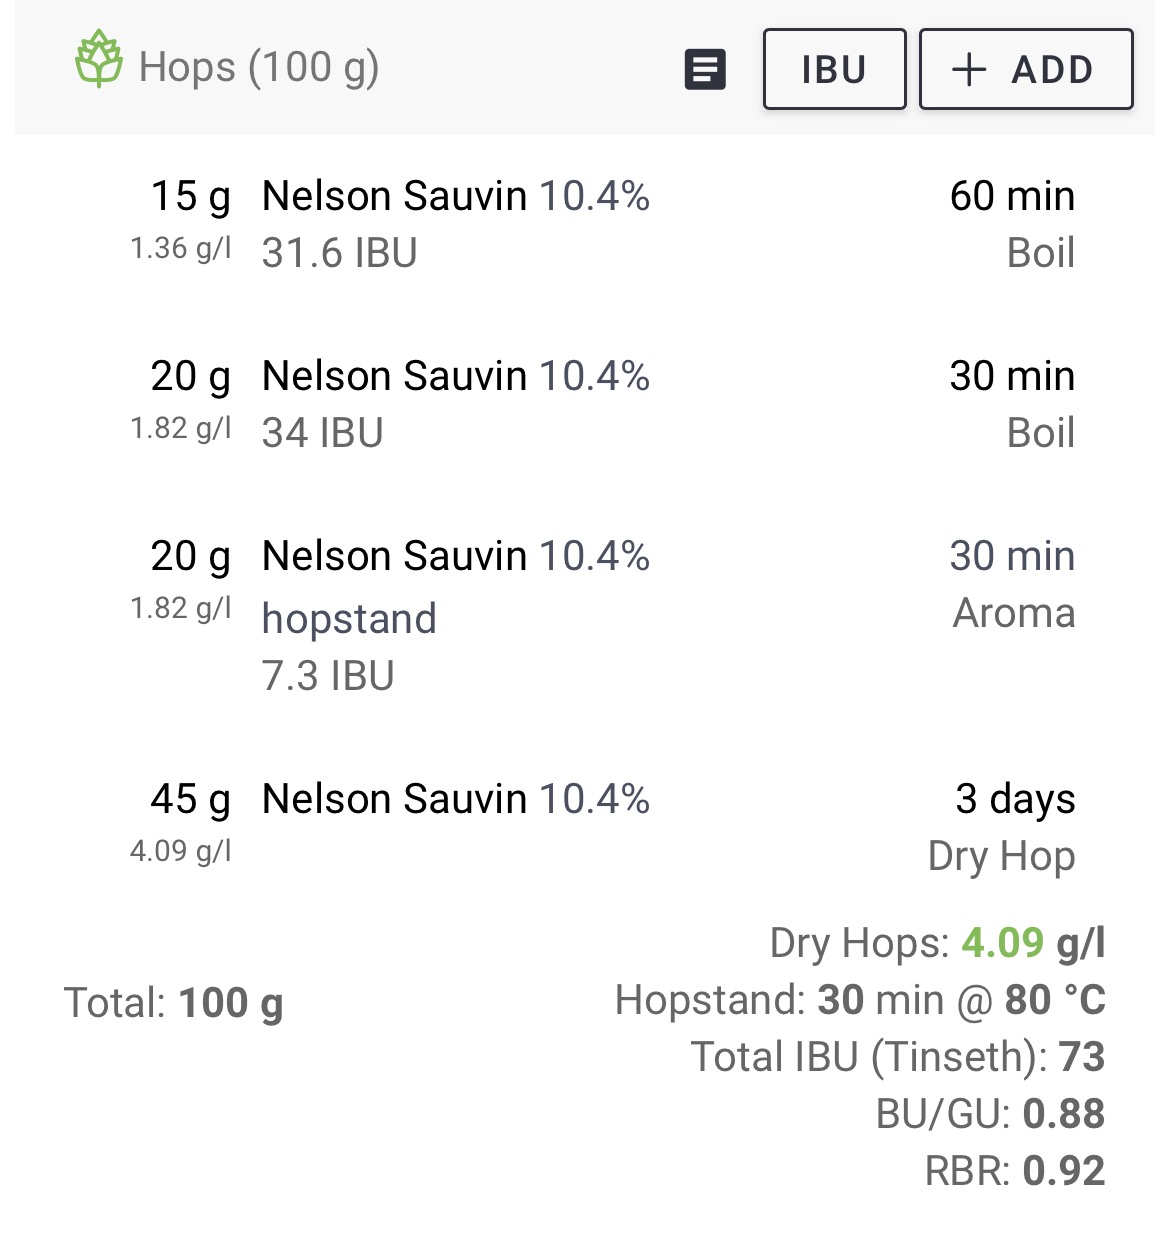 Hops (100 g) IBU + ADD
15 g Nelson Sauvin 10.4% 60 min
1.36 g/l 31.6 IBU Boil
20 g Nelson Sauvin 10.4% 30 min
1.82 g/l 34 IBU Boil
20 g Nelson Sauvin 10.4% 30 min
1.82 g/l hopstand Aroma
7.3 IBU
45 g Nelson Sauvin 10.4% 3 days
4.09 g/l Dry Hop
Dry Hops: 4.09 g/l
Total: 100 g Hopstand: 30 min @ 80 °C
Total IBU (Tinseth): 73
BU/GU: 0.88
RBR: 0.92